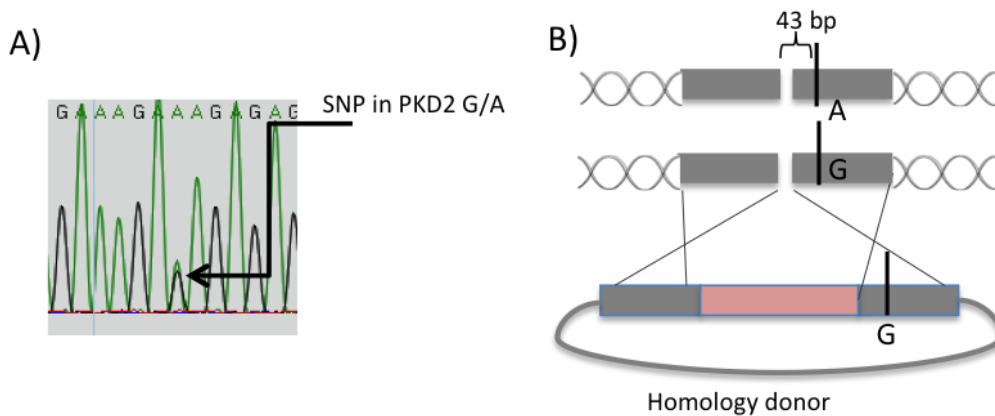 A)
SNP in PKD2 G/A
G A A A G A A A G A G A G
B)
43 bp
A
G
G
Homology donor